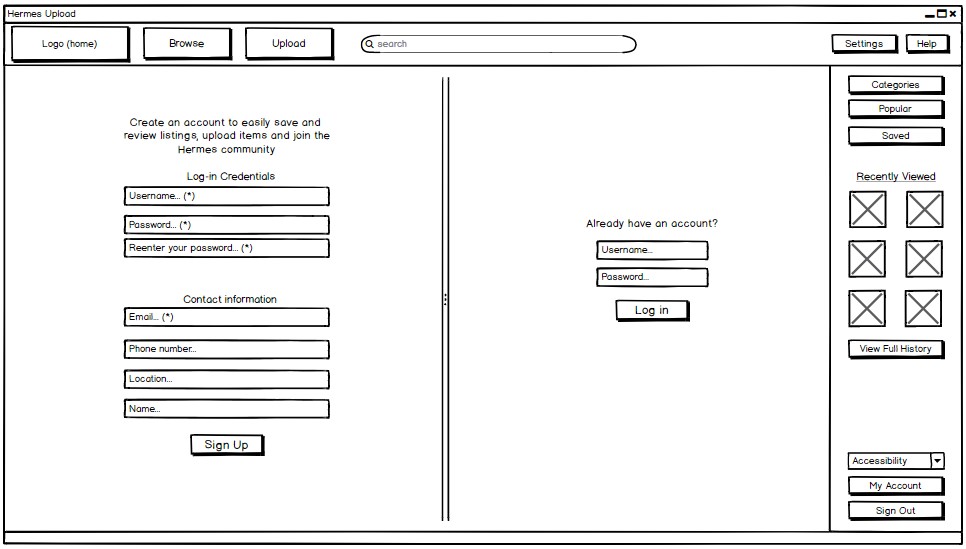 Hermes Upload
Logo (home)
Browse
Upload
search
Settings
Help
Create an account to easily save and
review listings, upload items and join the
Hermes community
Log-in Credentials
Username... (*)
Password... (*)
Reenter your password... (*)
Contact information
Email... (*)
Phone number...
Location...
Name...
Sign Up
Already have an account?
Username...
Password...
Log in
Categories
Popular
Saved
Recently Viewed
View Full History
Accessibility
My Account
Sign Out